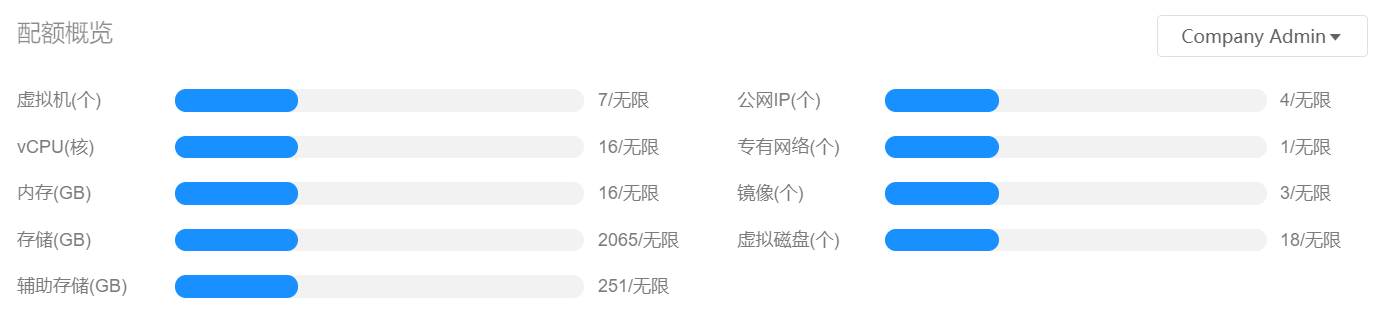 配额概览
Company Admin
虚拟机(个) 7/无限
公网IP(个) 4/无限
vCPU(核) 16/无限
专有网络(个) 1/无限
内存(GB) 16/无限
镜像(个) 3/无限
存储(GB) 2065/无限
虚拟磁盘(个) 18/无限
辅助存储(GB) 251/无限